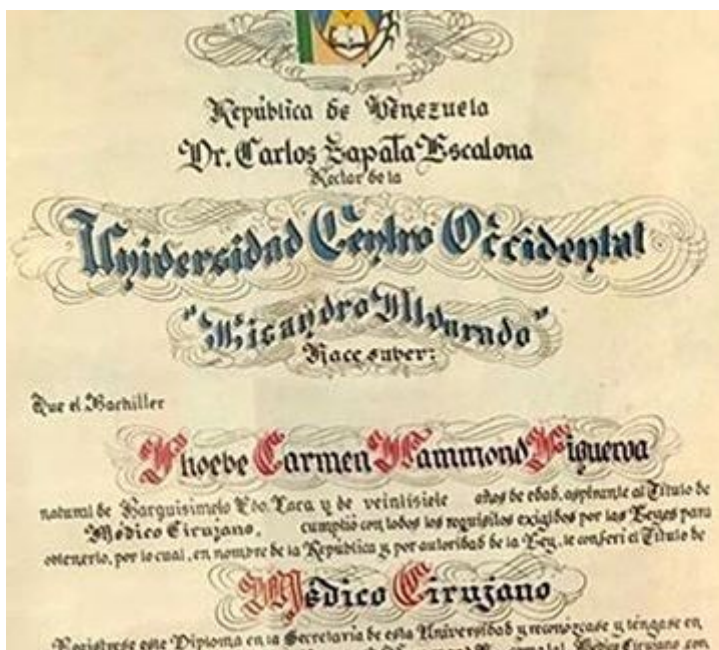 República de Venezuela
Dr. Carlos Zapata Escalona
Rector de la
Universidad Centro Occidental
"Lisandro Alvarado"
Hace saber:
Que el Bachiller
Phoebe Carmen Hammond Figueroa
natural de Barquisimeto Edo. Lara y de veintisiete años de edad, aspirante al Título de
Médico Cirujano, cumplió con todos los requisitos exigidos por las Leyes para
obtenerlo, por lo cual, en nombre de la República y por autoridad de la Ley, le conferí el Título de
Médico Cirujano
Regístrese este Diploma en la Secretaría de esta Universidad y reconózcase y téngase en
Médico Cirujano, con